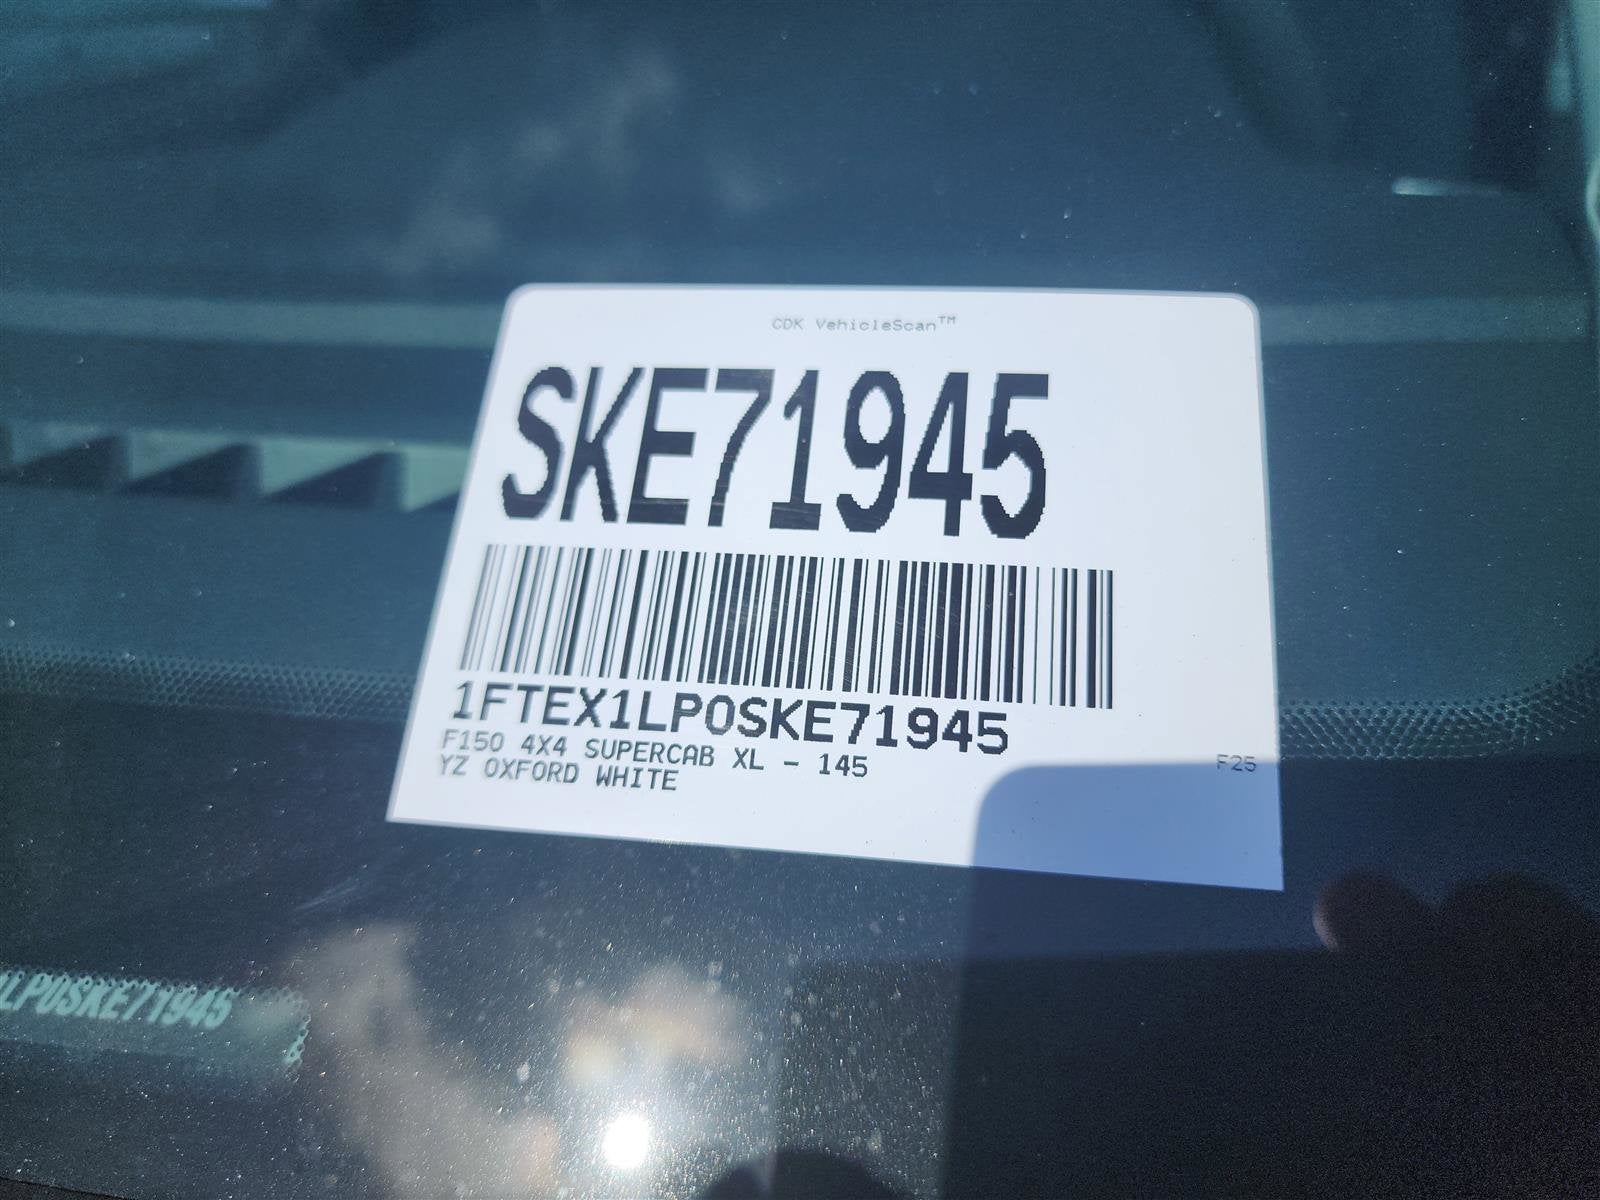 CDK VehicleScan™
SKE71945
1FTEX1LP0SKE71945
F150 4X4 SUPERCAB XL - 145
YZ OXFORD WHITE
F25
LP0SKE71945